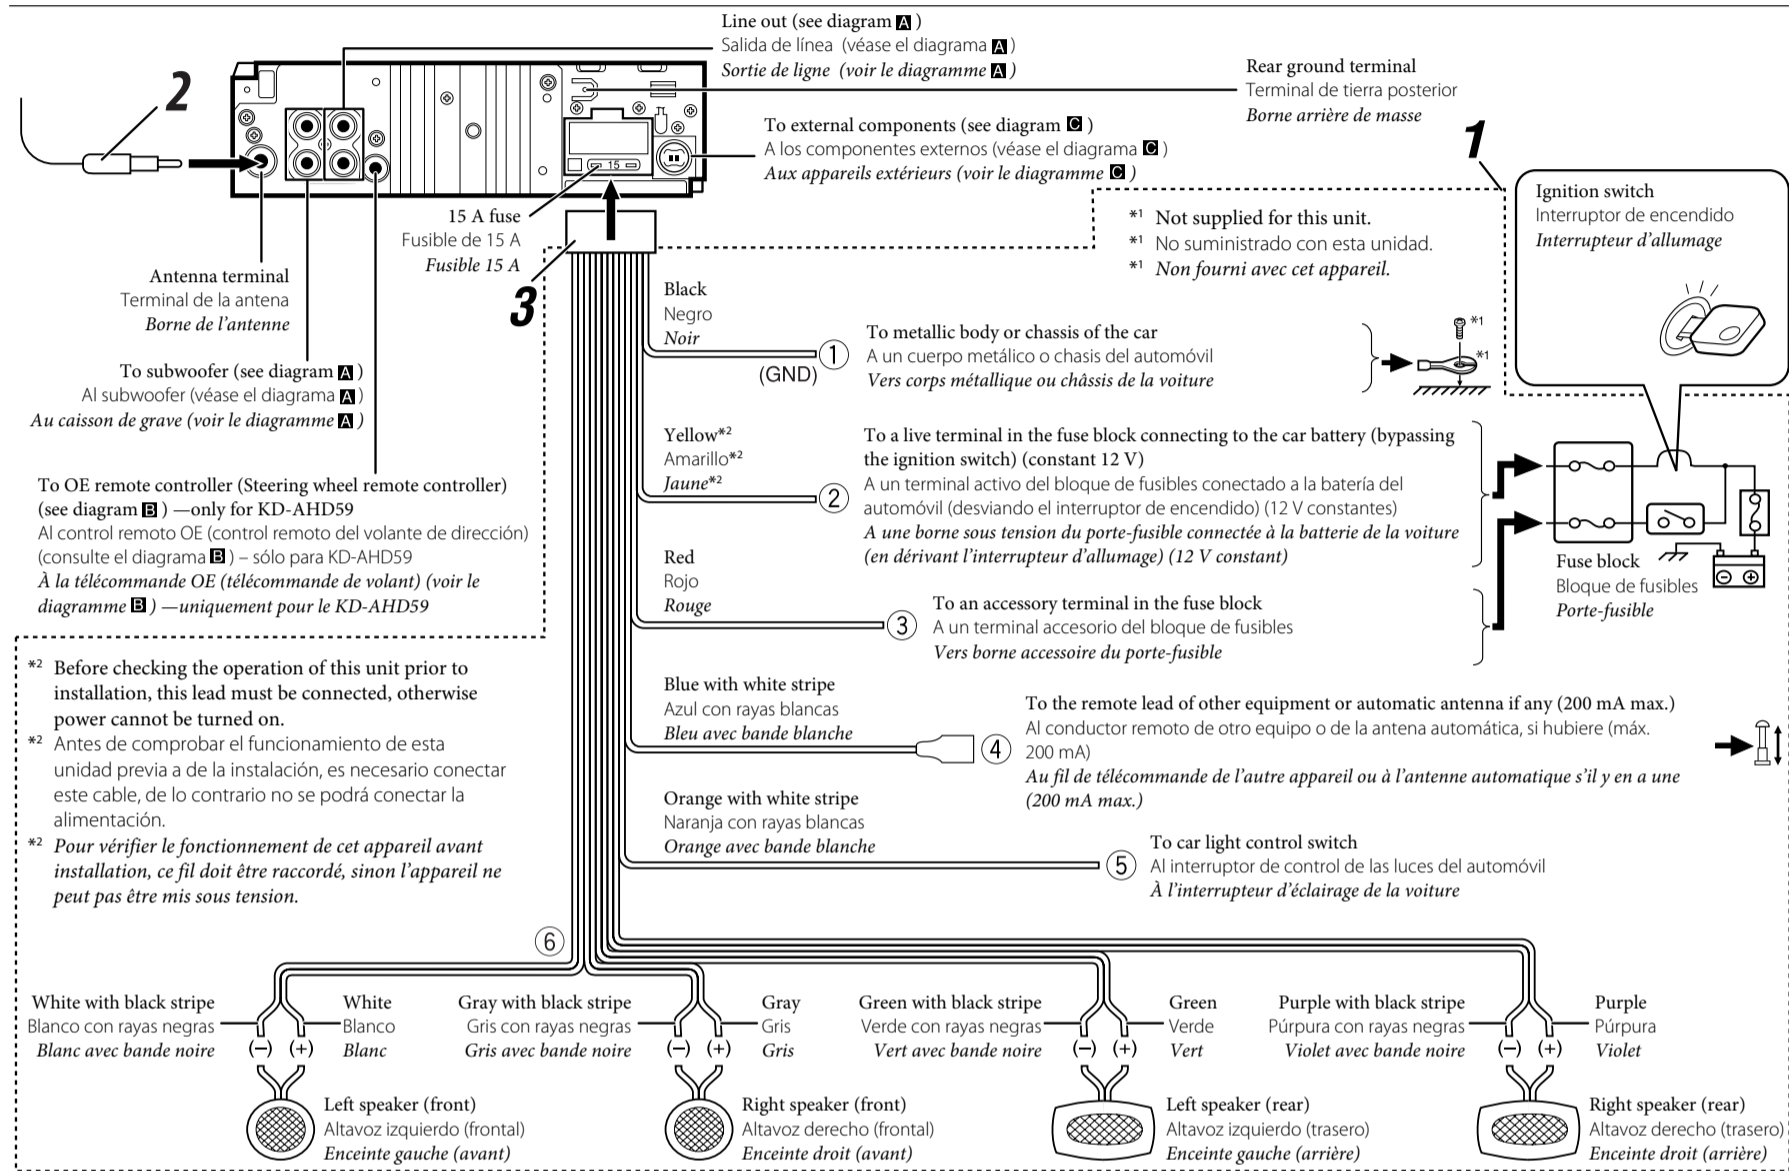 Line out (see diagram A )
Salida de línea (véase el diagrama A )
Sortie de ligne (voir le diagramme A )
Rear ground terminal
Terminal de tierra posterior
Borne arrière de masse
2
To external components (see diagram C )
A los componentes externos (véase el diagrama C )
Aux appareils extérieurs (voir le diagramme C )
1
15
15 A fuse
Fusible de 15 A
Fusible 15 A
Antenna terminal
Terminal de la antena
Borne de l'antenne
3
*1 Not supplied for this unit.
*1 No suministrado con esta unidad.
*1 Non fourni avec cet appareil.
Ignition switch
Interruptor de encendido
Interrupteur d'allumage
To subwoofer (see diagram A )
Al subwoofer (véase el diagrama A )
Au caisson de grave (voir le diagramme A )
Black
Negro
Noir
(GND)
1
To metallic body or chassis of the car
A un cuerpo metálico o chasis del automóvil
Vers corps métallique ou châssis de la voiture
*1
*1
To OE remote controller (Steering wheel remote controller)
(see diagram B ) —only for KD-AHD59
Al control remoto OE (control remoto del volante de dirección)
(consulte el diagrama B ) – sólo para KD-AHD59
À la télécommande OE (télécommande de volant) (voir le
diagramme B ) —uniquement pour le KD-AHD59
Yellow*2
Amarillo*2
Jaune*2
2
To a live terminal in the fuse block connecting to the car battery (bypassing
the ignition switch) (constant 12 V)
A un terminal activo del bloque de fusibles conectado a la batería del
automóvil (desviando el interruptor de encendido) (12 V constantes)
A une borne sous tension du porte-fusible connectée à la batterie de la voiture
(en dérivant l'interrupteur d'allumage) (12 V constant)
Fuse block
Bloque de fusibles
Porte-fusible
Red
Rojo
Rouge
3
To an accessory terminal in the fuse block
A un terminal accesorio del bloque de fusibles
Vers borne accessoire du porte-fusible
*2 Before checking the operation of this unit prior to
installation, this lead must be connected, otherwise
power cannot be turned on.
*2 Antes de comprobar el funcionamiento de esta
unidad previa a de la instalación, es necesario conectar
este cable, de lo contrario no se podrá conectar la
alimentación.
*2 Pour vérifier le fonctionnement de cet appareil avant
installation, ce fil doit être raccordé, sinon l'appareil ne
peut pas être mis sous tension.
Blue with white stripe
Azul con rayas blancas
Bleu avec bande blanche
4
To the remote lead of other equipment or automatic antenna if any (200 mA max.)
Al conductor remoto de otro equipo o de la antena automática, si hubiere (máx.
200 mA)
Au fil de télécommande de l'autre appareil ou à l'antenne automatique s'il y en a une
(200 mA max.)
Orange with white stripe
Naranja con rayas blancas
Orange avec bande blanche
5
To car light control switch
Al interruptor de control de las luces del automóvil
À l'interrupteur d'éclairage de la voiture
6
White with black stripe
Blanco con rayas negras
Blanc avec bande noire
(−) (+)
White
Blanco
Blanc
Gray with black stripe
Gris con rayas negras
Gris avec bande noire
(−) (+)
Gray
Gris
Gris
Green with black stripe
Verde con rayas negras
Vert avec bande noire
(−) (+)
Green
Verde
Vert
Purple with black stripe
Púrpura con rayas negras
Violet avec bande noire
(−) (+)
Purple
Púrpura
Violet
Left speaker (front)
Altavoz izquierdo (frontal)
Enceinte gauche (avant)
Right speaker (front)
Altavoz derecho (frontal)
Enceinte droit (avant)
Left speaker (rear)
Altavoz izquierdo (trasero)
Enceinte gauche (arrière)
Right speaker (rear)
Altavoz derecho (trasero)
Enceinte droit (arrière)